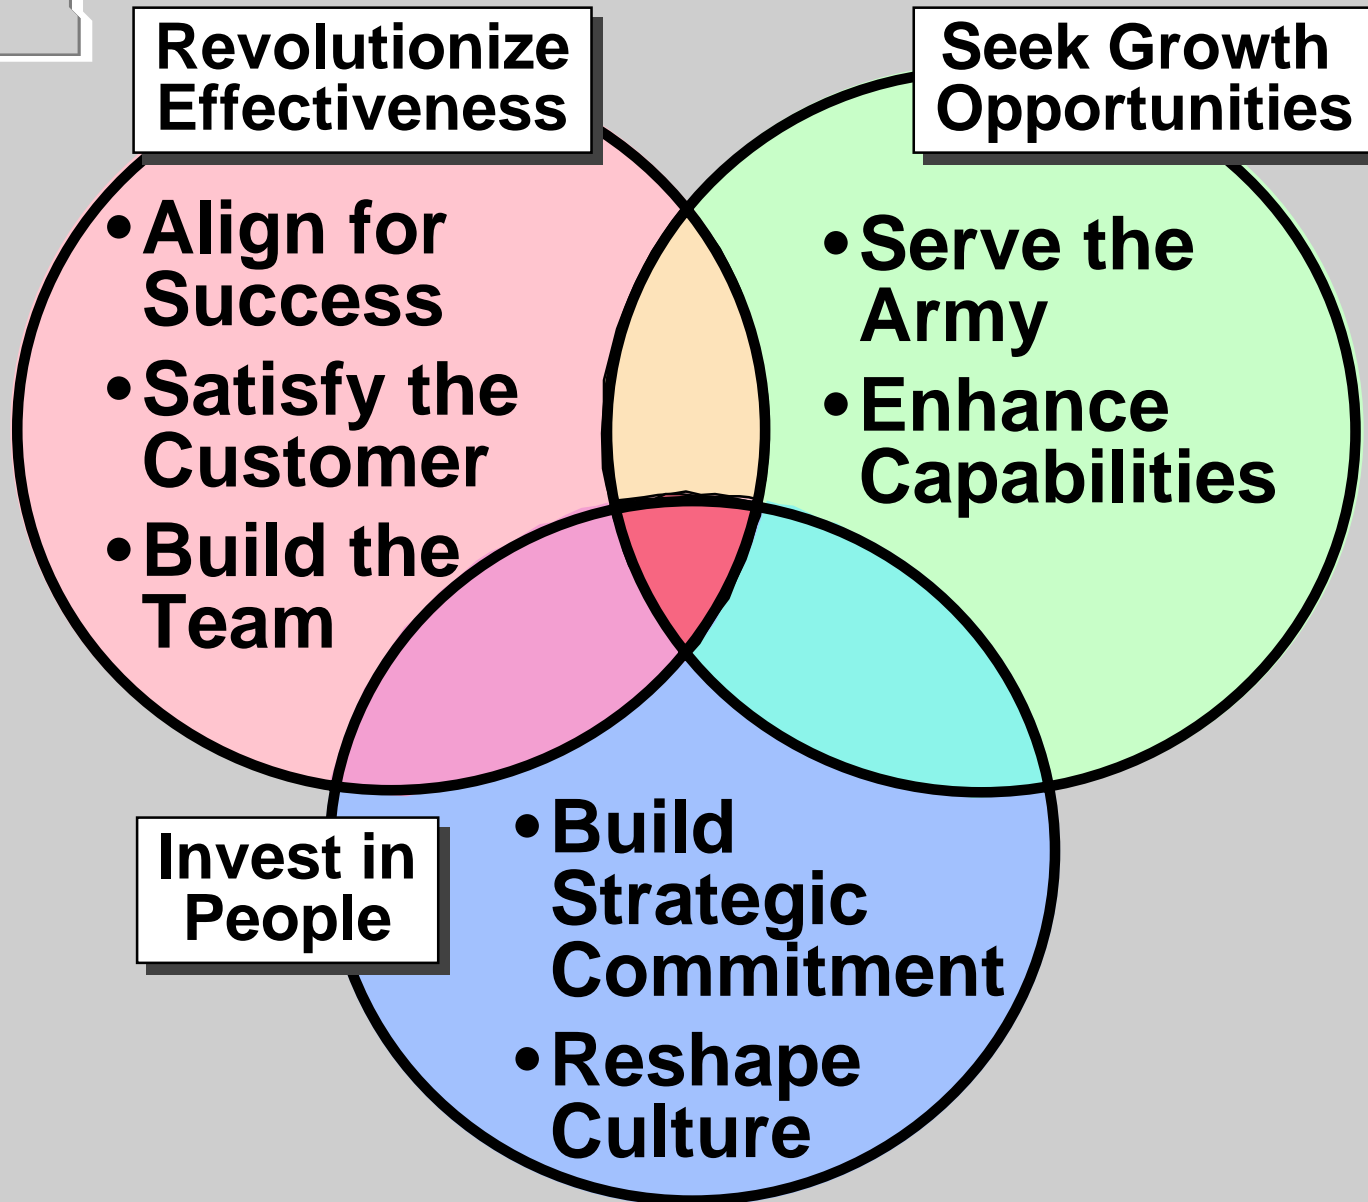 Revolutionize
Effectiveness
•Align for
Success
•Satisfy the
Customer
•Build the
Team
Seek Growth
Opportunities
•Serve the
Army
•Enhance
Capabilities
Invest in
People
•Build
Strategic
Commitment
•Reshape
Culture